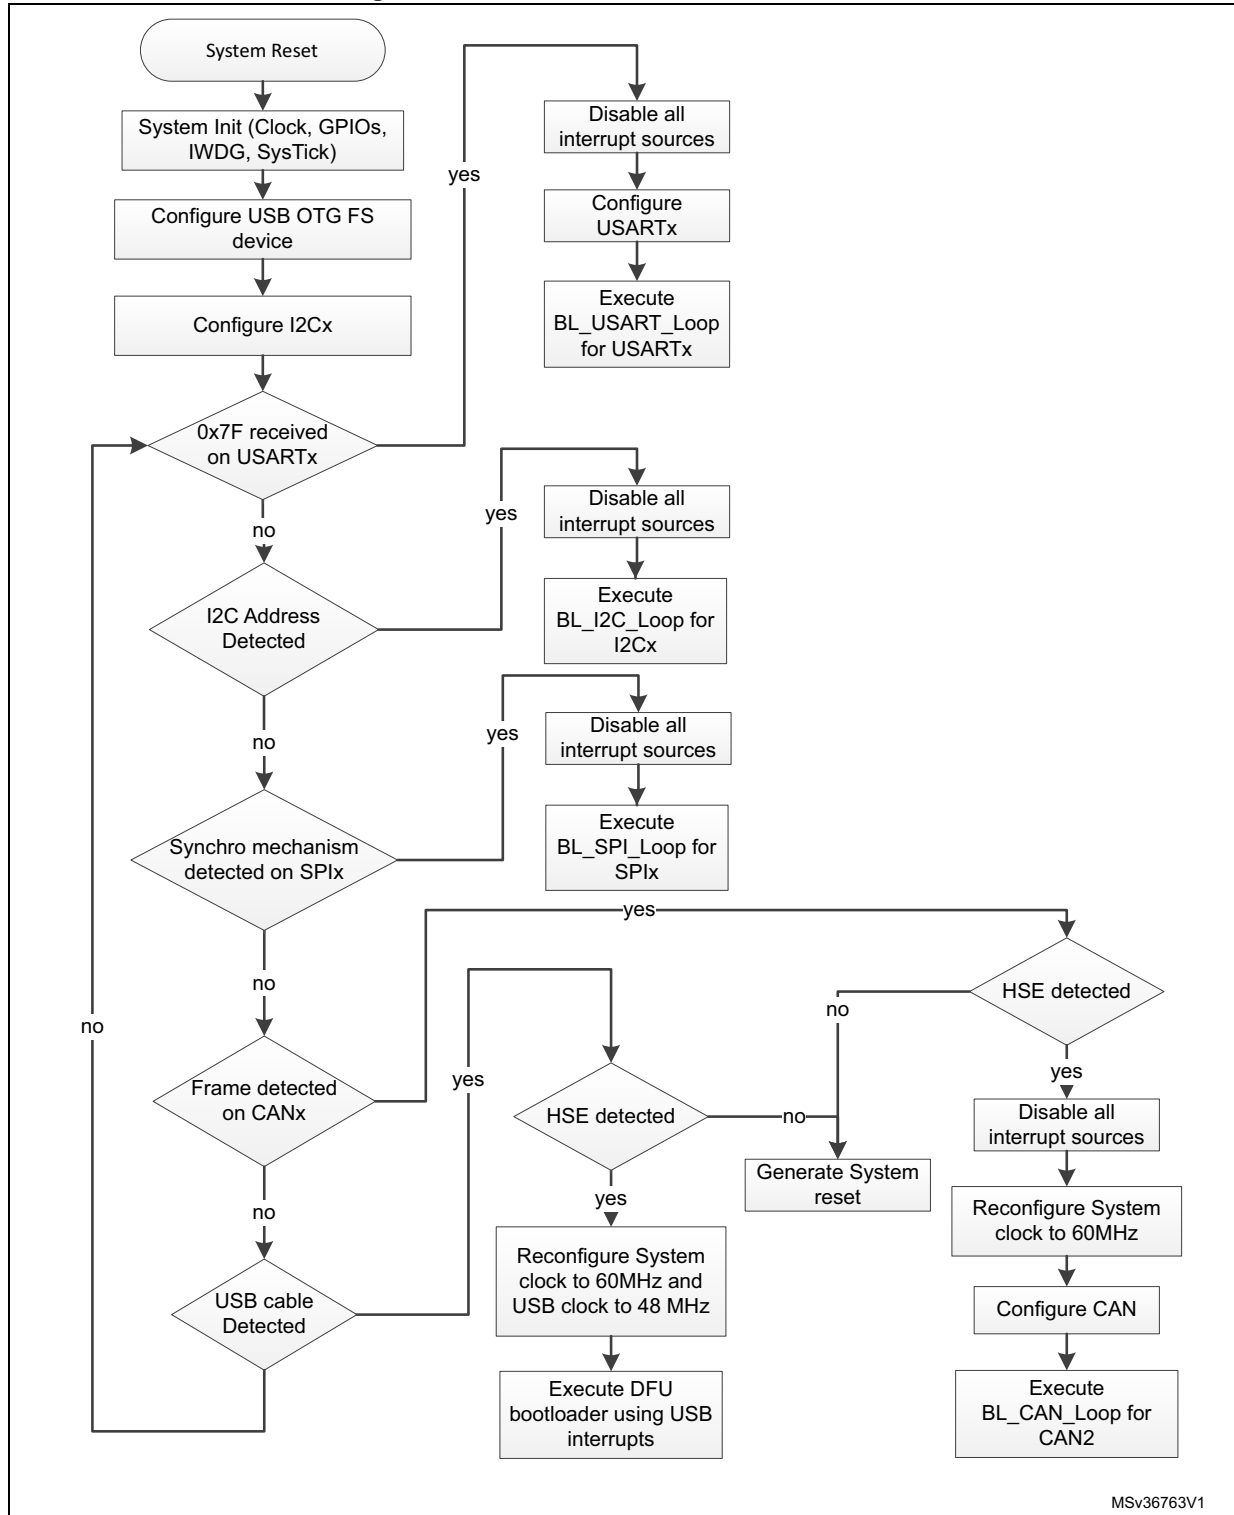 System Reset
System Init (Clock, GPIOs,
IWDG, SysTick)
Configure USB OTG FS
device
Configure I2Cx
0x7F received
on USARTx
yes
Disable all
interrupt sources
Configure
USARTx
Execute
BL_USART_Loop
for USARTx
no
I2C Address
Detected
yes
Disable all
interrupt sources
Execute
BL_I2C_Loop for
I2Cx
no
Synchro mechanism
detected on SPIx
yes
Disable all
interrupt sources
Execute
BL_SPI_Loop for
SPIx
no
Frame detected
on CANx
yes
HSE detected
no
yes
Disable all
interrupt sources
Reconfigure System
clock to 60MHz
Configure CAN
Execute
BL_CAN_Loop for
CAN2
no
USB cable
Detected
yes
HSE detected
no
Generate System
reset
yes
Reconfigure System
clock to 60MHz and
USB clock to 48 MHz
Execute DFU
bootloader using USB
interrupts
no
MSv36763V1